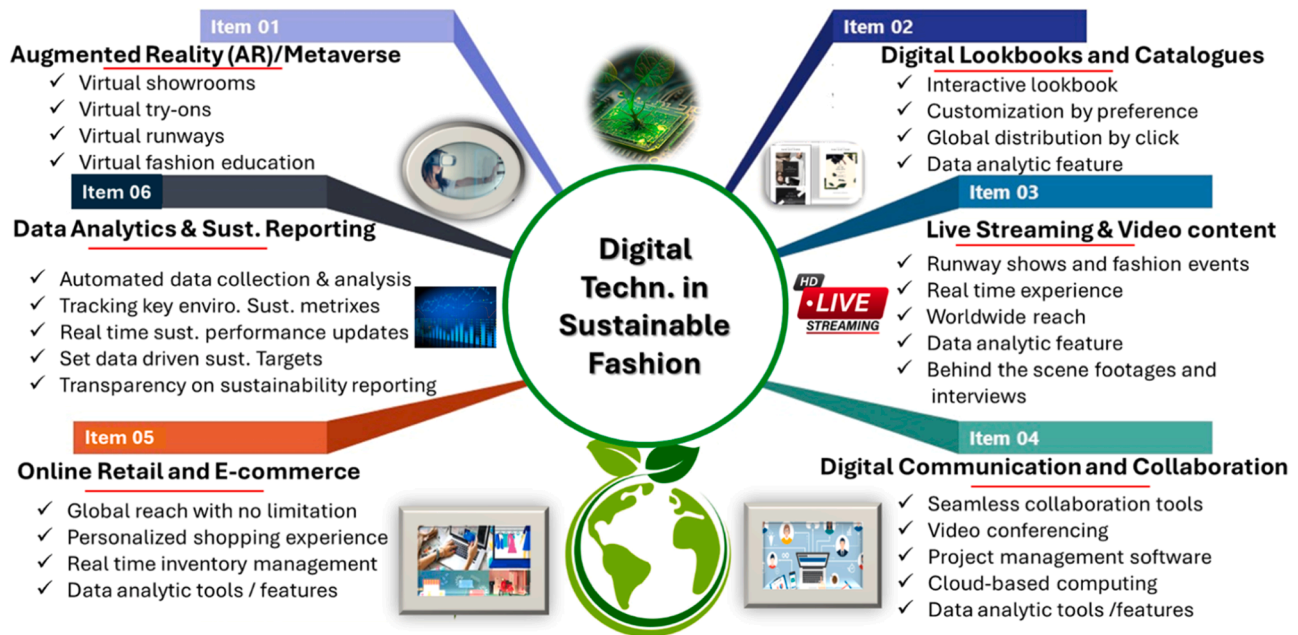 Item 01
Augmented Reality (AR)/Metaverse
✓ Virtual showrooms
✓ Virtual try-ons
✓ Virtual runways
✓ Virtual fashion education
Item 02
Digital Lookbooks and Catalogues
✓ Interactive lookbook
✓ Customization by preference
✓ Global distribution by click
✓ Data analytic feature
Item 06
Data Analytics & Sust. Reporting
✓ Automated data collection & analysis
✓ Tracking key enviro. Sust. metrixes
✓ Real time sust. performance updates
✓ Set data driven sust. Targets
✓ Transparency on sustainability reporting
Digital
Techn. in
Sustainable
Fashion
HD
•LIVE
STREAMING
Item 03
Live Streaming & Video content
✓ Runway shows and fashion events
✓ Real time experience
✓ Worldwide reach
✓ Data analytic feature
✓ Behind the scene footages and
interviews
Item 05
Online Retail and E-commerce
✓ Global reach with no limitation
✓ Personalized shopping experience
✓ Real time inventory management
✓ Data analytic tools / features
Item 04
Digital Communication and Collaboration
✓ Seamless collaboration tools
✓ Video conferencing
✓ Project management software
✓ Cloud-based computing
✓ Data analytic tools /features